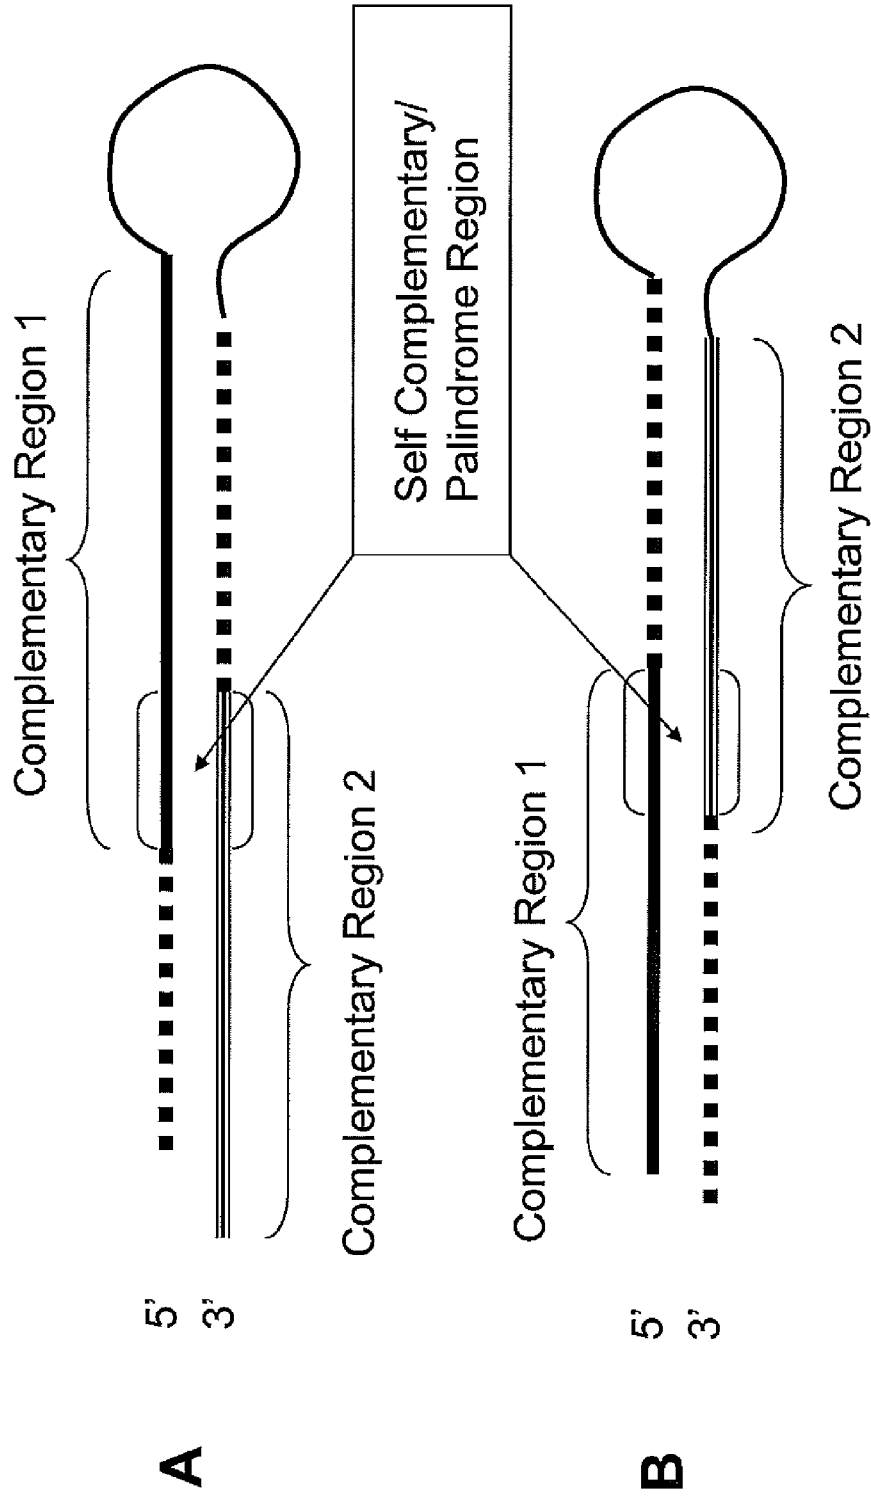 A
5’
3’
Complementary Region 1
Complementary Region 2
Self Complementary/
Palindrome Region
B
5’
3’
Complementary Region 1
Complementary Region 2